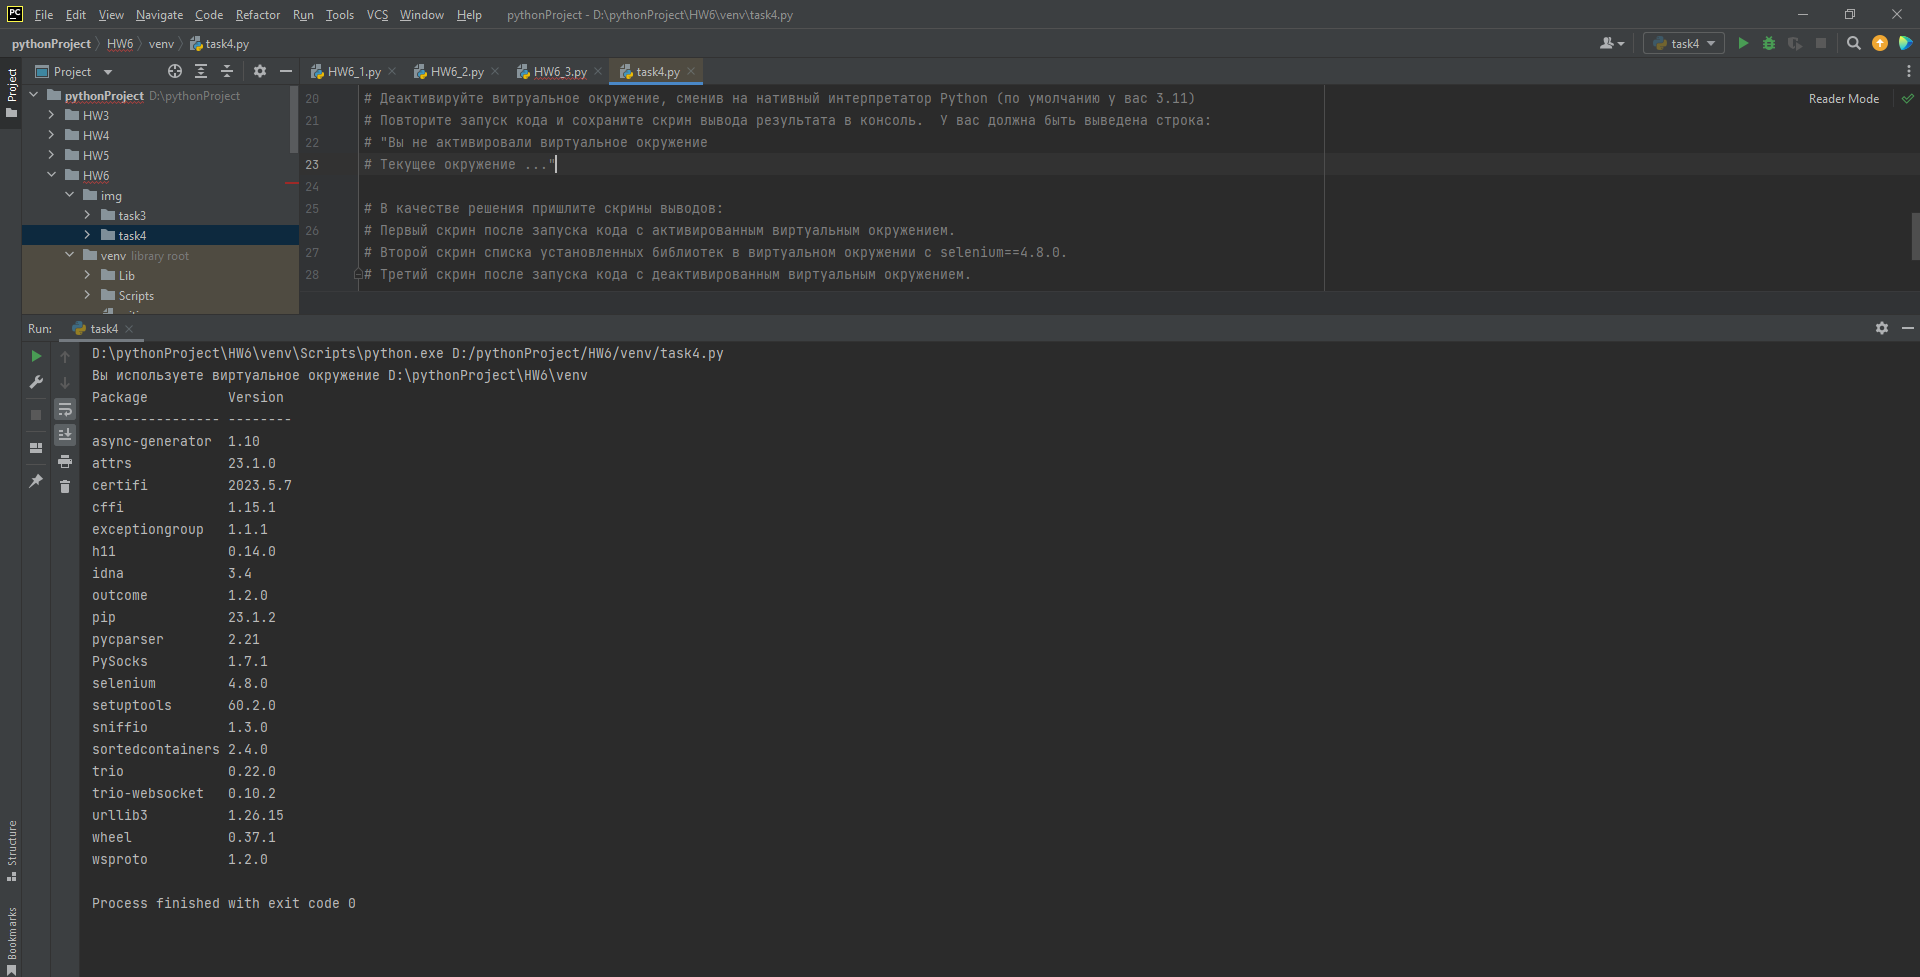 PC File Edit View Navigate Code Refactor Run Tools VCS Window Help pythonProject - D:\pythonProject\HW6\venv\task4.py
pythonProject HW6 venv task4.py task4
Project HW6_1.py HW6_2.py HW6_3.py task4.py
Project
pythonProject D:\pythonProject
HW3
HW4
HW5
HW6
img
task3
task4
venv library root
Lib
Scripts
20 # Деактивируйте витруальное окружение, сменив на нативный интерпретатор Python (по умолчанию у вас 3.11)
Reader Mode
21 # Повторите запуск кода и сохраните скрин вывода результата в консоль.  У вас должна быть выведена строка:
22 # "Вы не активировали виртуальное окружение
23 # Текущее окружение ..."
24
25 # В качестве решения пришлите скрины выводов:
26 # Первый скрин после запуска кода с активированным виртуальным окружением.
27 # Второй скрин списка установленных библиотек в виртуальном окружении с selenium==4.8.0.
28 # Третий скрин после запуска кода с деактивированным виртуальным окружением.
Run: task4
D:\pythonProject\HW6\venv\Scripts\python.exe D:/pythonProject/HW6/venv/task4.py
Вы используете виртуальное окружение D:\pythonProject\HW6\venv
Package          Version
---------------- --------
async-generator  1.10
attrs            23.1.0
certifi          2023.5.7
cffi             1.15.1
exceptiongroup   1.1.1
h11              0.14.0
idna             3.4
outcome          1.2.0
pip              23.1.2
pycparser        2.21
PySocks          1.7.1
selenium         4.8.0
setuptools       60.2.0
sniffio          1.3.0
sortedcontainers 2.4.0
trio             0.22.0
trio-websocket   0.10.2
urllib3          1.26.15
wheel            0.37.1
wsproto          1.2.0
Process finished with exit code 0
Structure
Bookmarks